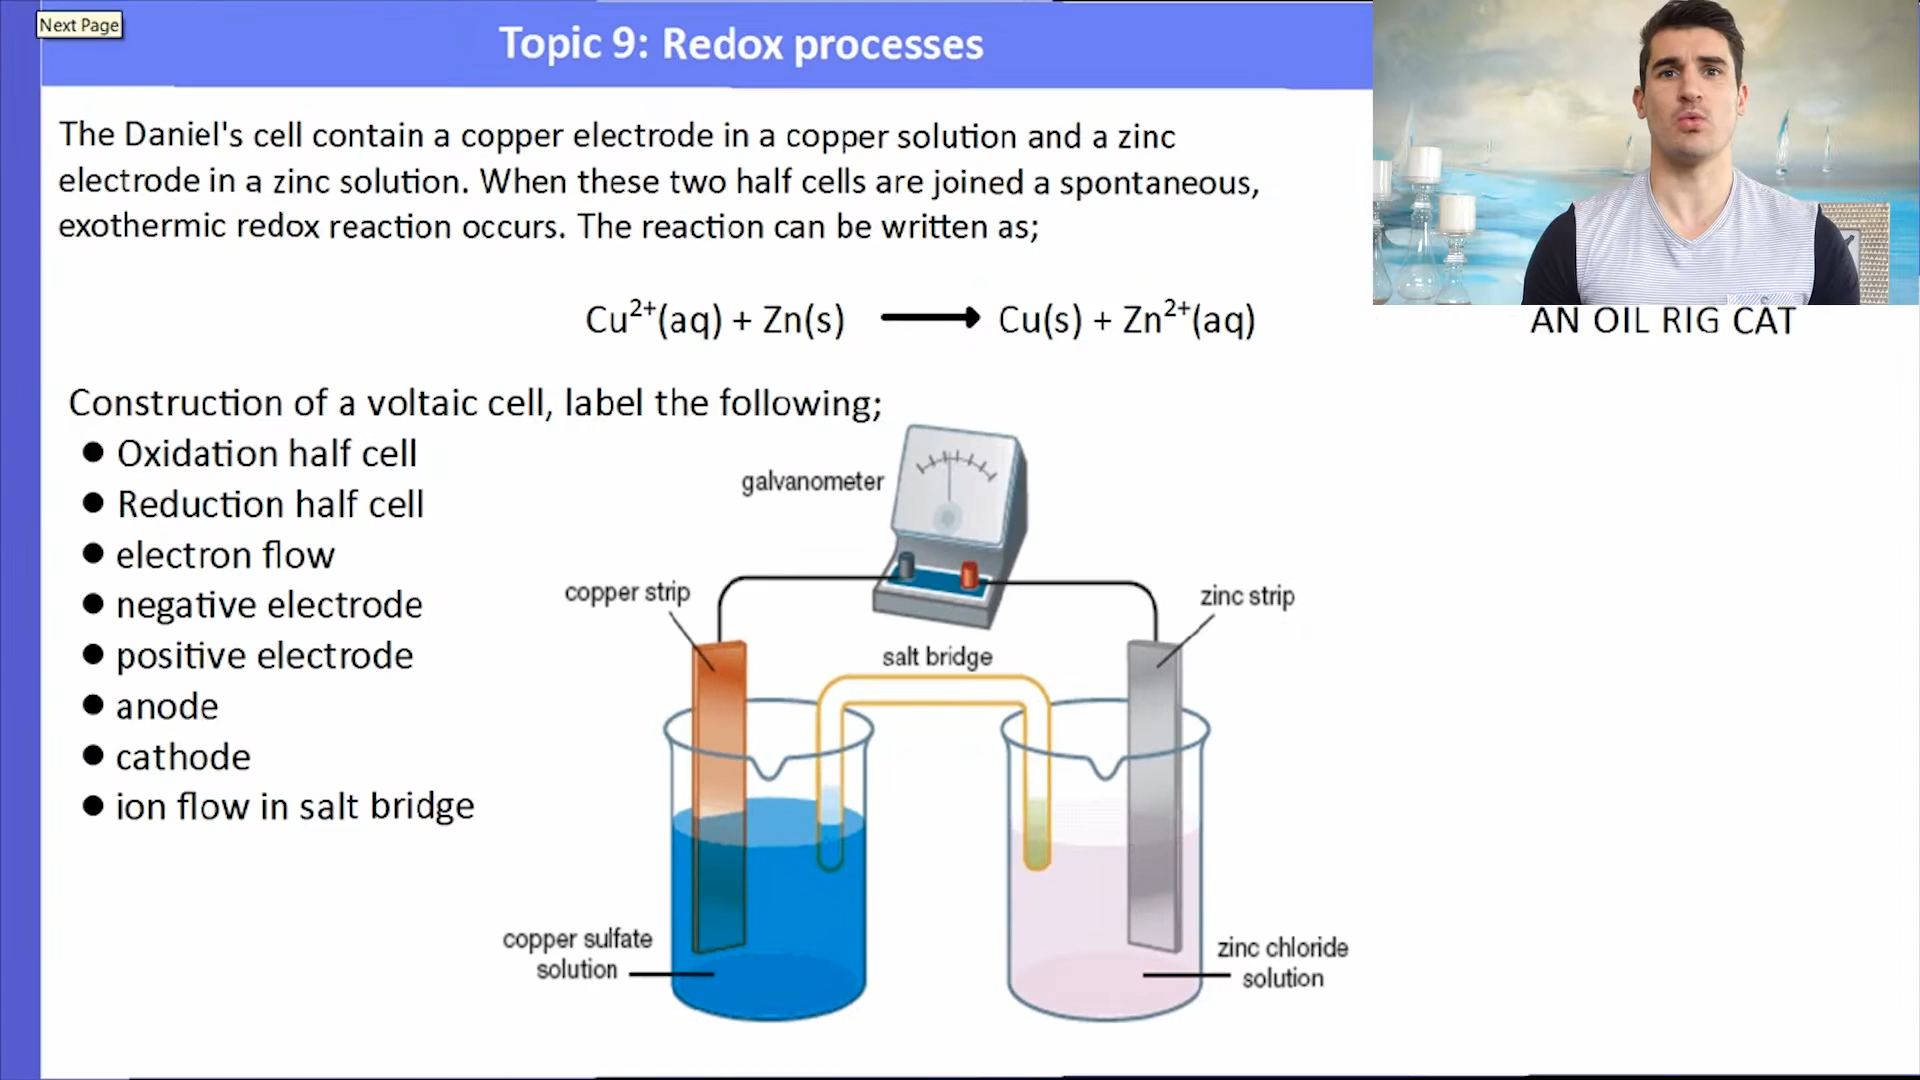 Next Page
Topic 9: Redox processes
The Daniel's cell contain a copper electrode in a copper solution and a zinc
electrode in a zinc solution. When these two half cells are joined a spontaneous,
exothermic redox reaction occurs. The reaction can be written as;
Cu²⁺(aq) + Zn(s) ⟶ Cu(s) + Zn²⁺(aq)
AN OIL RIG CAT
Construction of a voltaic cell, label the following;
● Oxidation half cell
● Reduction half cell
● electron flow
● negative electrode
● positive electrode
● anode
● cathode
● ion flow in salt bridge
galvanometer
copper strip
zinc strip
salt bridge
copper sulfate
solution
zinc chloride
solution